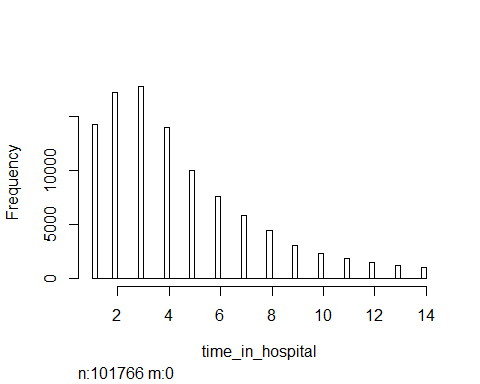 Frequency
10000
5000
0
2 4 6 8 10 12 14
time_in_hospital
n:101766 m:0